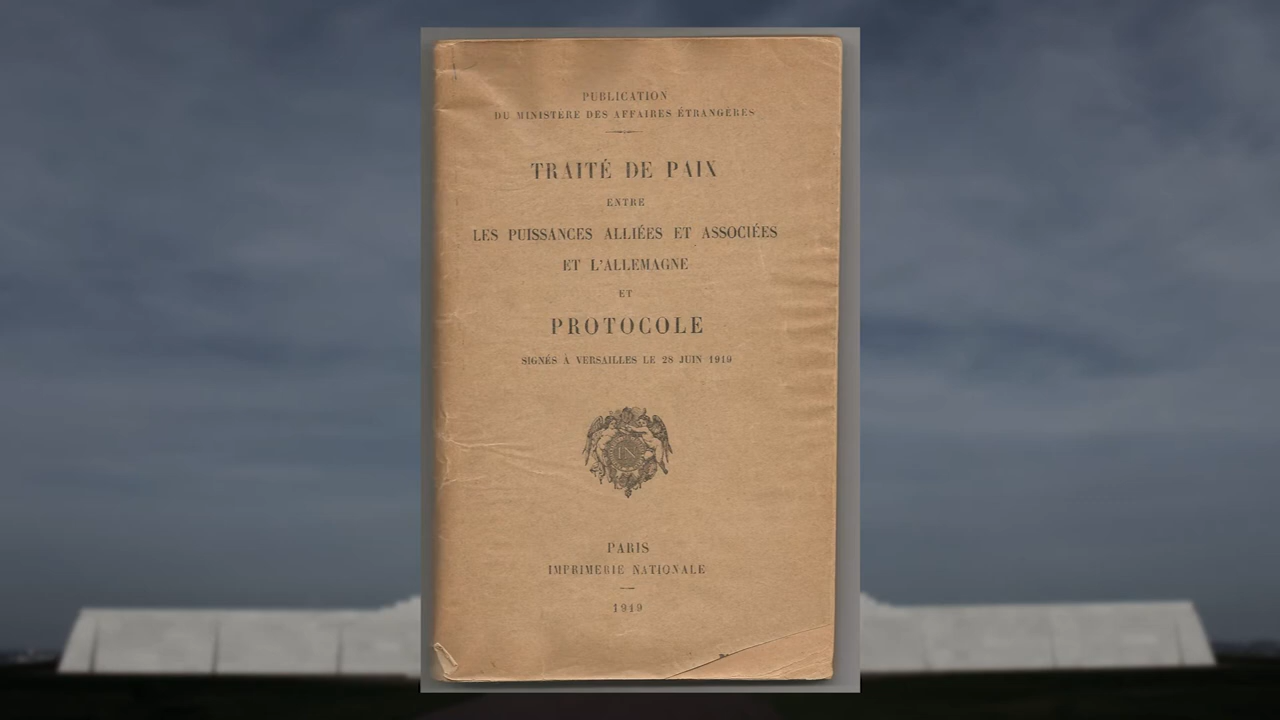 PUBLICATION
DU MINISTÈRE DES AFFAIRES ÉTRANGÈRES
TRAITÉ DE PAIX
ENTRE
LES PUISSANCES ALLIÉES ET ASSOCIÉES
ET L'ALLEMAGNE
ET
PROTOCOLE
SIGNÉS À VERSAILLES LE 28 JUIN 1919
IN
PARIS
IMPRIMERIE NATIONALE
1919